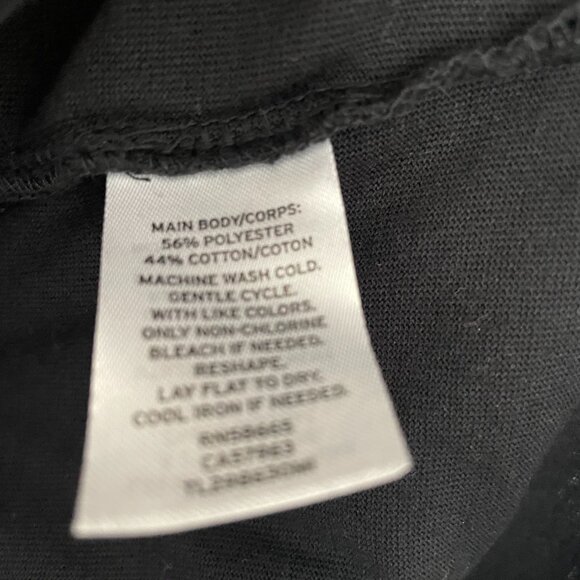 MAIN BODY/CORPS:
56% POLYESTER
44% COTTON/COTON
MACHINE WASH COLD.
GENTLE CYCLE.
WITH LIKE COLORS.
ONLY NON-CHLORINE
BLEACH IF NEEDED.
RESHAPE.
LAY FLAT TO DRY.
COOL IRON IF NEEDED.
RN58665
CA57863